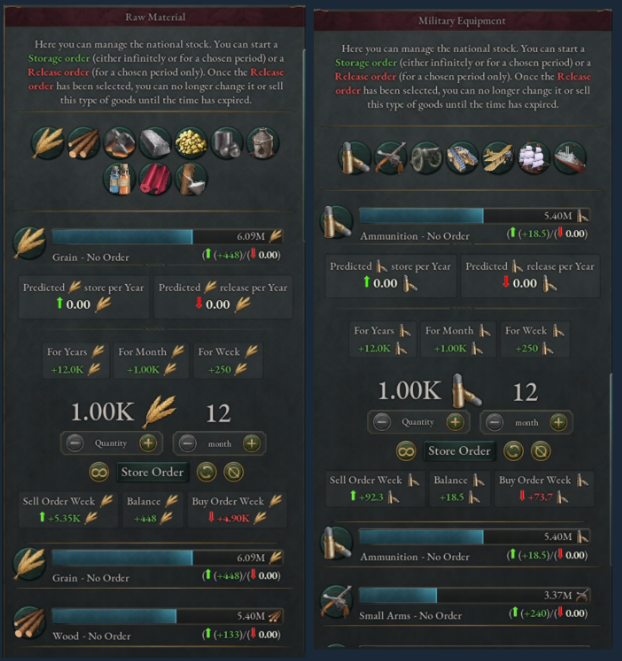 Raw Material
Here you can manage the national stock. You can start a
Storage order (either infinitely or for a chosen period) or a
Release order (for a chosen period only). Once the Release
order has been selected, you can no longer change it or sell
this type of goods until the time has expired.
6.09M
Grain - No Order
(+448)/(0.00)
Predicted store per Year
0.00
Predicted release per Year
0.00
For Years
+12.0K
For Month
+1.00K
For Week
+250
1.00K
12
Quantity
month
Store Order
Sell Order Week
+5.35K
Balance
+448
Buy Order Week
+4.90K
6.09M
Grain - No Order
((+448)/(0.00)
5.40M
Wood - No Order
((+133)/(0.00)
Military Equipment
Here you can manage the national stock. You can start a
Storage order (either infinitely or for a chosen period) or a
Release order (for a chosen period only). Once the Release
order has been selected, you can no longer change it or sell
this type of goods until the time has expired.
5.40M
Ammunition - No Order
((+18.5)/(0.00)
Predicted store per Year
0.00
Predicted release per Year
0.00
For Years
+12.0K
For Month
+1.00K
For Week
+250
1.00K
12
Quantity
month
Store Order
Sell Order Week
+92.3
Balance
+18.5
Buy Order Week
+73.7
5.40M
Ammunition - No Order
((+18.5)/(0.00)
3.37M
Small Arms - No Order
((+240)/(0.00)